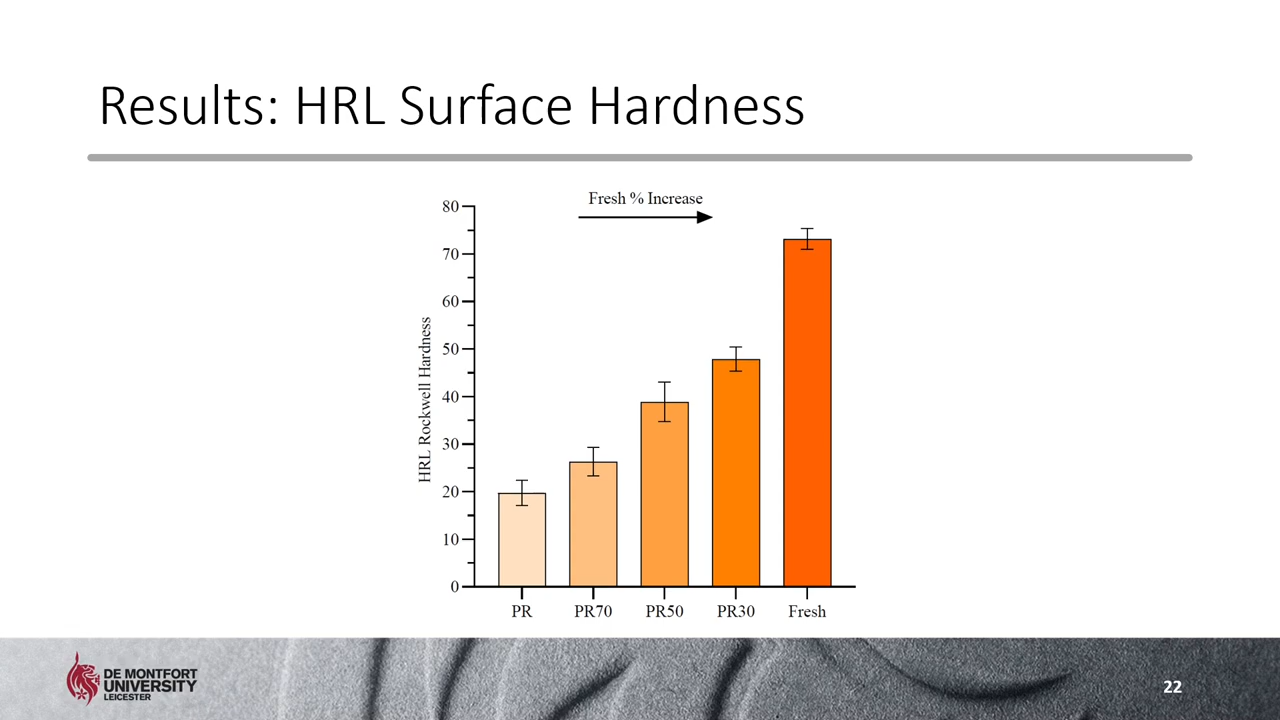 Results: HRL Surface Hardness
Fresh % Increase
80
70
60
50
40
30
20
10
0
HRL Rockwell Hardness
PR PR70 PR50 PR30 Fresh
DE MONTFORT
UNIVERSITY
LEICESTER
22